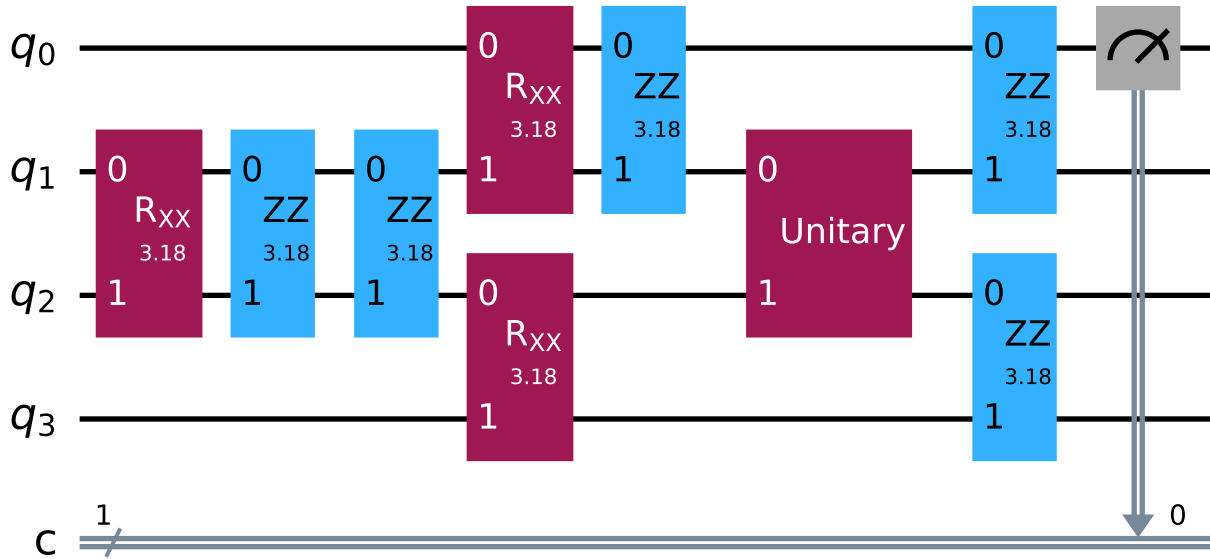 q0 0 0 0
RXX ZZ ZZ
3.18 3.18 3.18
q1 0 0 0 1 1 0 1
RXX ZZ ZZ Unitary
3.18 3.18 3.18
q2 1 1 1 0 1 0
RXX ZZ
3.18 3.18
q3 1 1
1 0
c